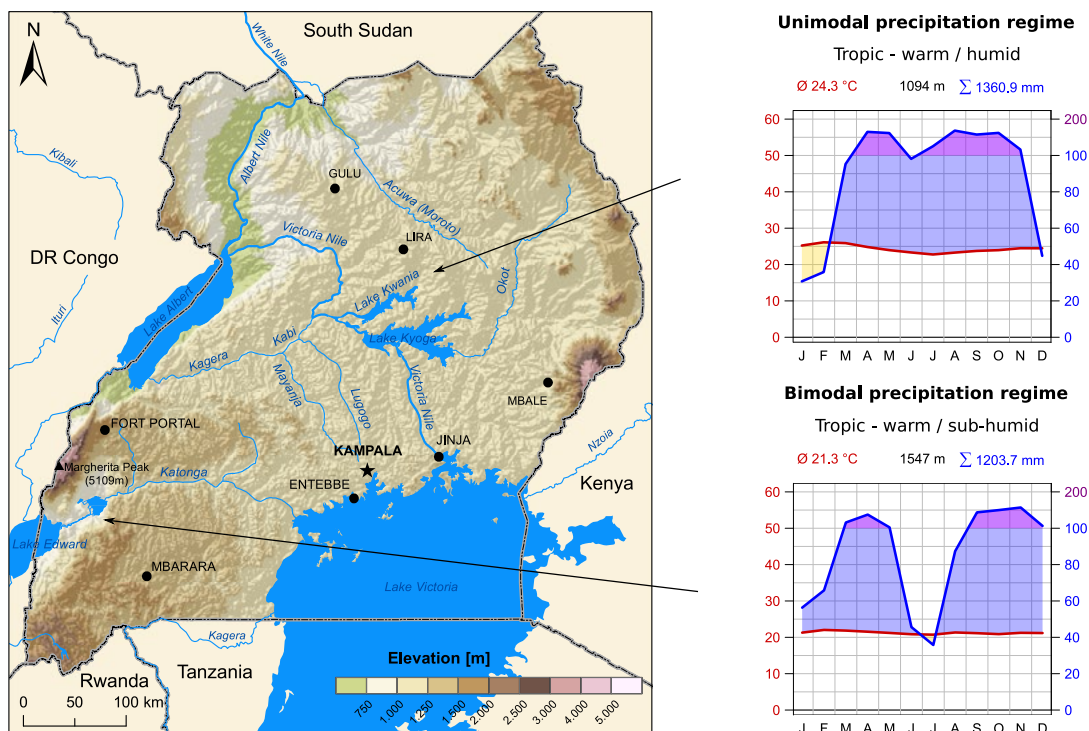 N
South Sudan
White Nile
Kibali
Albert Nile
GULU
Acuwa (Moroto)
Victoria Nile
LIRA
DR Congo
Okot
Lake Kwania
Ituri
Lake Albert
Lake Kyoga
Kabi
Kagera
Mayanja
Lugogo
Victoria Nile
MBALE
FORT PORTAL
Margherita Peak
(5109m)
KAMPALA
JINJA
Nzoia
Katonga
ENTEBBE
Kenya
Lake Edward
MBARARA
Lake Victoria
Kagera
Tanzania
Rwanda
Elevation [m]
750 1.000 1.250 1.500 2.000 2.500 3.000 4.000 5.000
0 50 100 km
Unimodal precipitation regime
Tropic - warm / humid
Ø 24.3 °C 1094 m ∑ 1360.9 mm
60 200
50 100
40 80
30 60
20 40
10 20
0 0
J F M A M J J A S O N D
Bimodal precipitation regime
Tropic - warm / sub-humid
Ø 21.3 °C 1547 m ∑ 1203.7 mm
60 200
50 100
40 80
30 60
20 40
10 20
0 0
J F M A M J J A S O N D